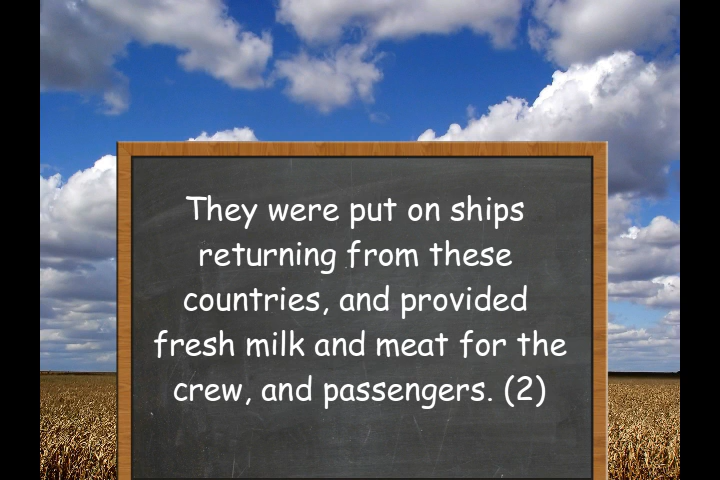 They were put on ships
returning from these
countries, and provided
fresh milk and meat for the
crew, and passengers. (2)